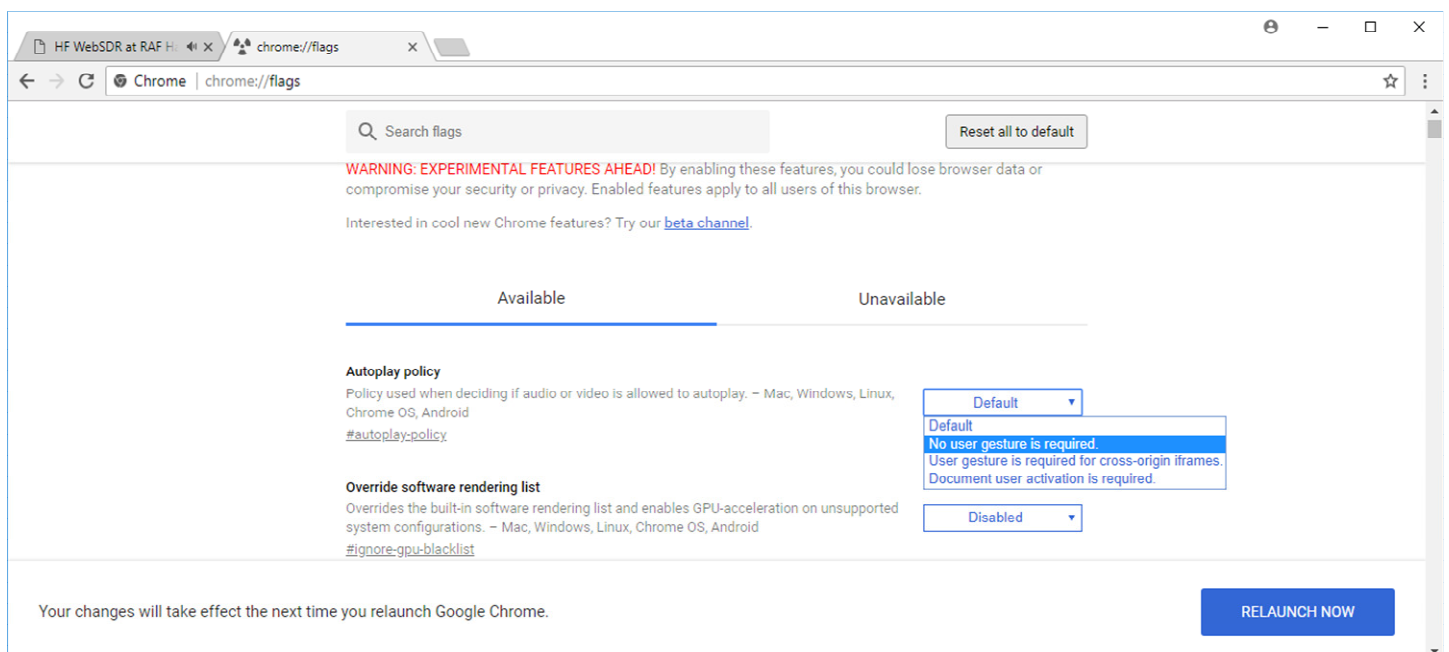 HF WebSDR at RAF Ha
chrome://flags
Chrome | chrome://flags
Search flags
Reset all to default
WARNING: EXPERIMENTAL FEATURES AHEAD! By enabling these features, you could lose browser data or
compromise your security or privacy. Enabled features apply to all users of this browser.
Interested in cool new Chrome features? Try our beta channel.
Available
Unavailable
Autoplay policy
Policy used when deciding if audio or video is allowed to autoplay. – Mac, Windows, Linux,
Chrome OS, Android
#autoplay-policy
Default
Default
No user gesture is required.
User gesture is required for cross-origin iframes.
Document user activation is required.
Override software rendering list
Overrides the built-in software rendering list and enables GPU-acceleration on unsupported
system configurations. – Mac, Windows, Linux, Chrome OS, Android
#ignore-gpu-blacklist
Disabled
Your changes will take effect the next time you relaunch Google Chrome.
RELAUNCH NOW